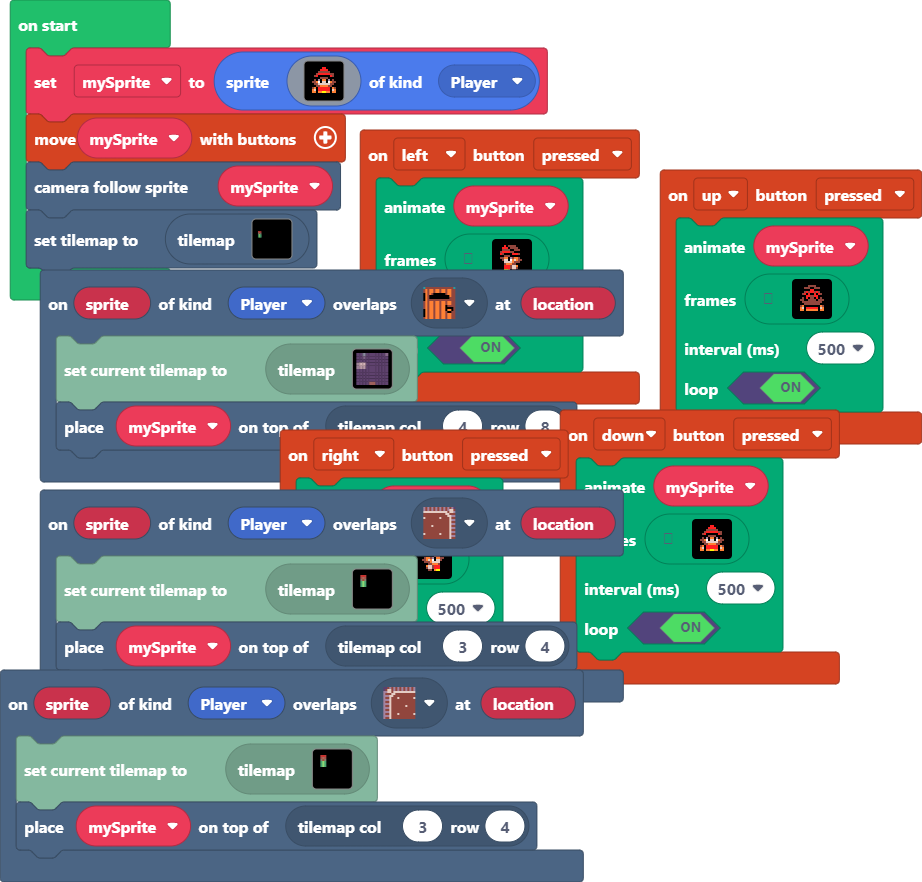 on start
set mySprite to sprite of kind Player
move mySprite with buttons
camera follow sprite mySprite
set tilemap to tilemap
on left button pressed
animate mySprite
frames
ON
on up button pressed
animate mySprite
frames
interval (ms) 500
loop ON
on sprite of kind Player overlaps at location
set current tilemap to tilemap
place mySprite on top of tilemap col 4 row 8
on right button pressed
on down button pressed
animate mySprite
interval (ms) 500
loop ON
on sprite of kind Player overlaps at location
set current tilemap to tilemap
500
place mySprite on top of tilemap col 3 row 4
on sprite of kind Player overlaps at location
set current tilemap to tilemap
place mySprite on top of tilemap col 3 row 4